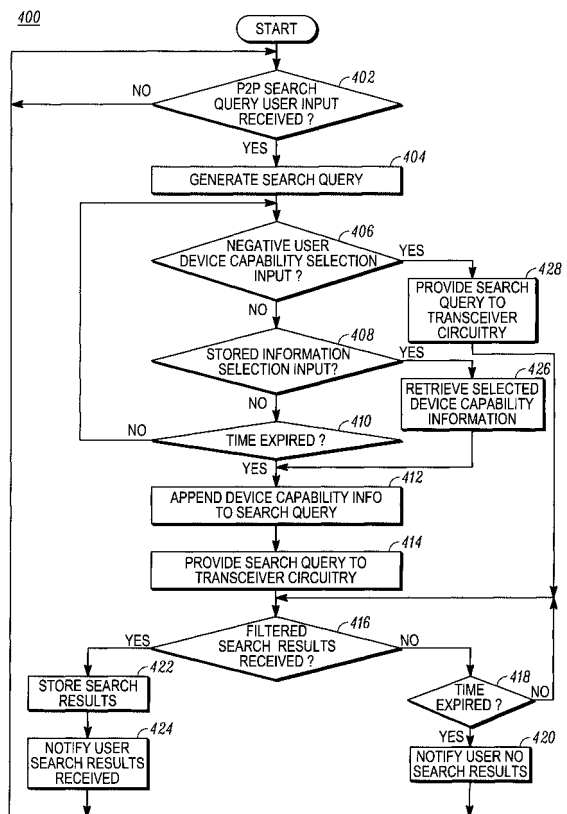 400
START
402
P2P SEARCH
QUERY USER INPUT
RECEIVED ?
NO
YES
404
GENERATE SEARCH QUERY
406
NEGATIVE USER
DEVICE CAPABILITY SELECTION
INPUT ?
YES
NO
428
PROVIDE SEARCH
QUERY TO
TRANSCEIVER
CIRCUITRY
408
STORED INFORMATION
SELECTION INPUT?
YES
NO
426
RETRIEVE SELECTED
DEVICE CAPABILITY
INFORMATION
410
TIME EXPIRED ?
NO
YES
412
APPEND DEVICE CAPABILITY INFO
TO SEARCH QUERY
414
PROVIDE SEARCH QUERY TO
TRANSCEIVER CIRCUITRY
416
FILTERED
SEARCH RESULTS
RECEIVED ?
YES
NO
422
STORE SEARCH
RESULTS
418
TIME
EXPIRED ?
NO
YES
424
NOTIFY USER
SEARCH RESULTS
RECEIVED
420
NOTIFY USER NO
SEARCH RESULTS